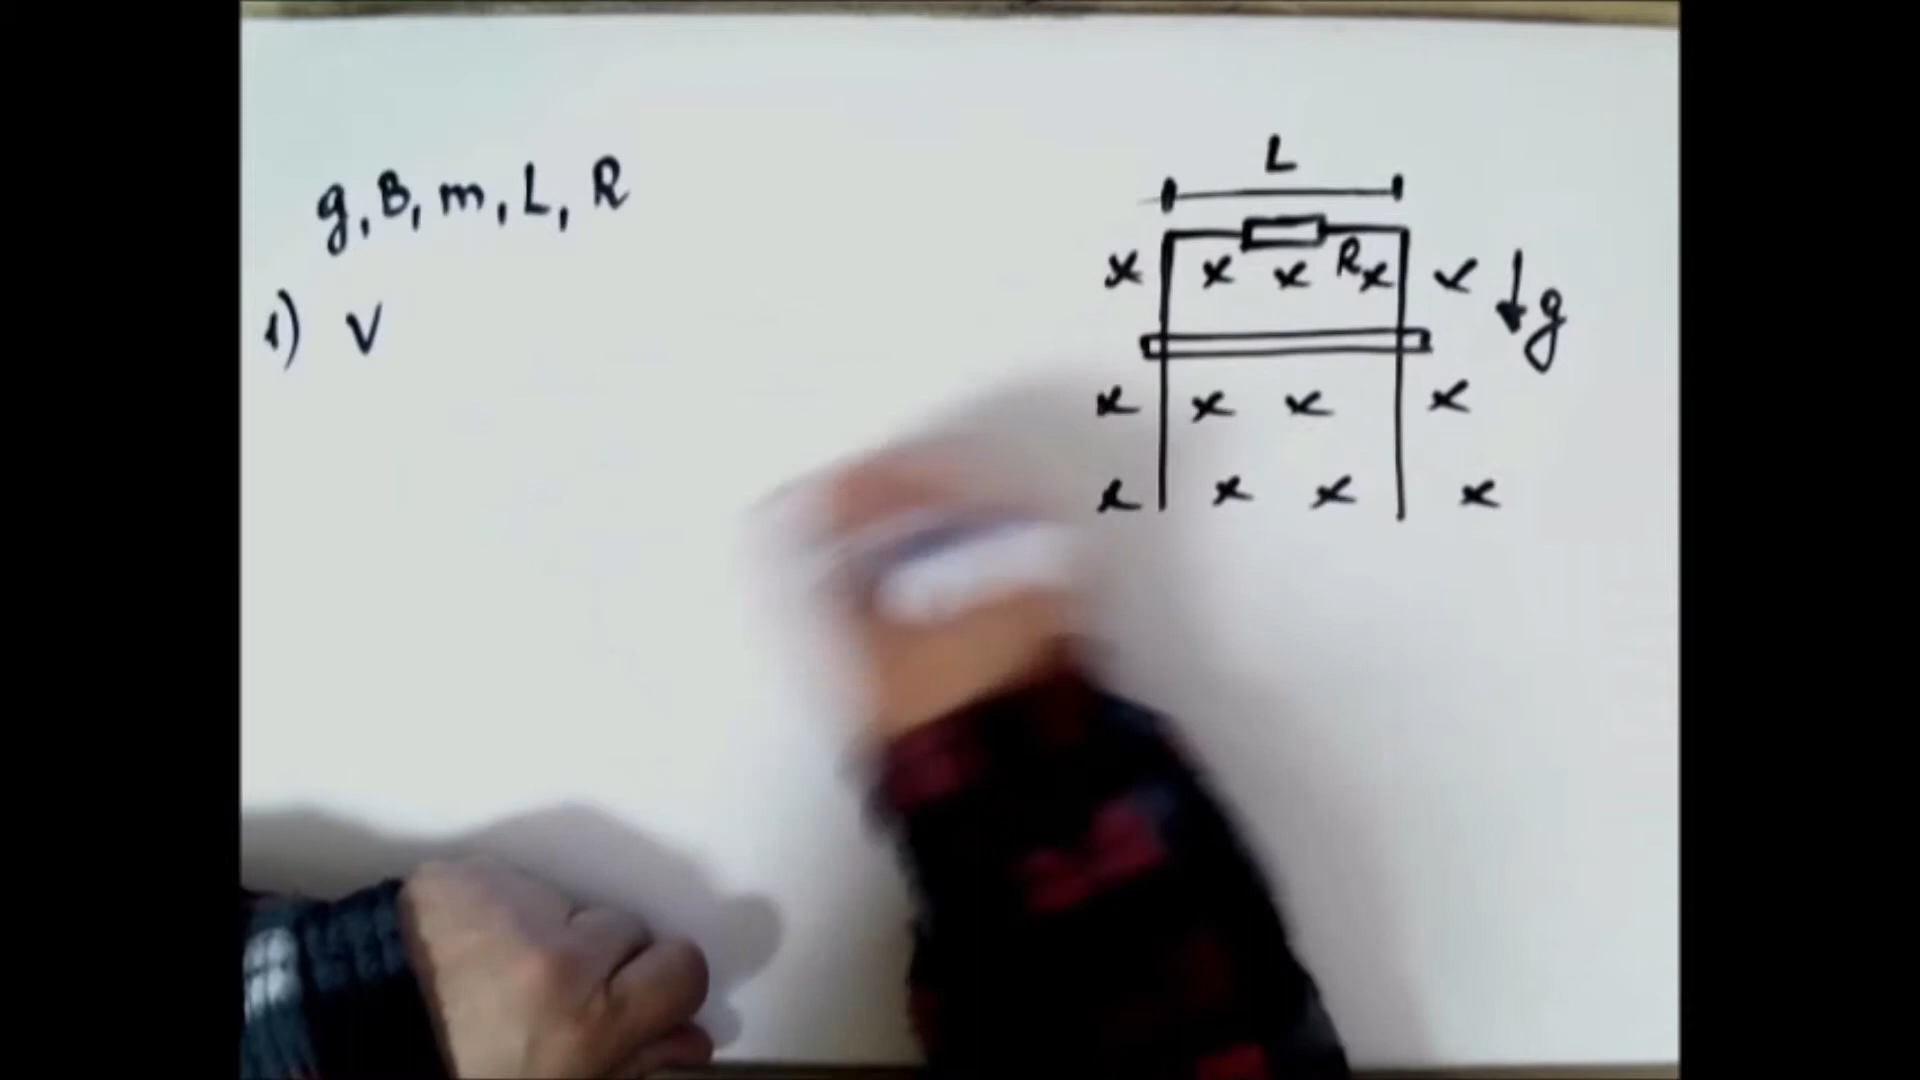 g, B, m, L, R
1) V
L
R
g